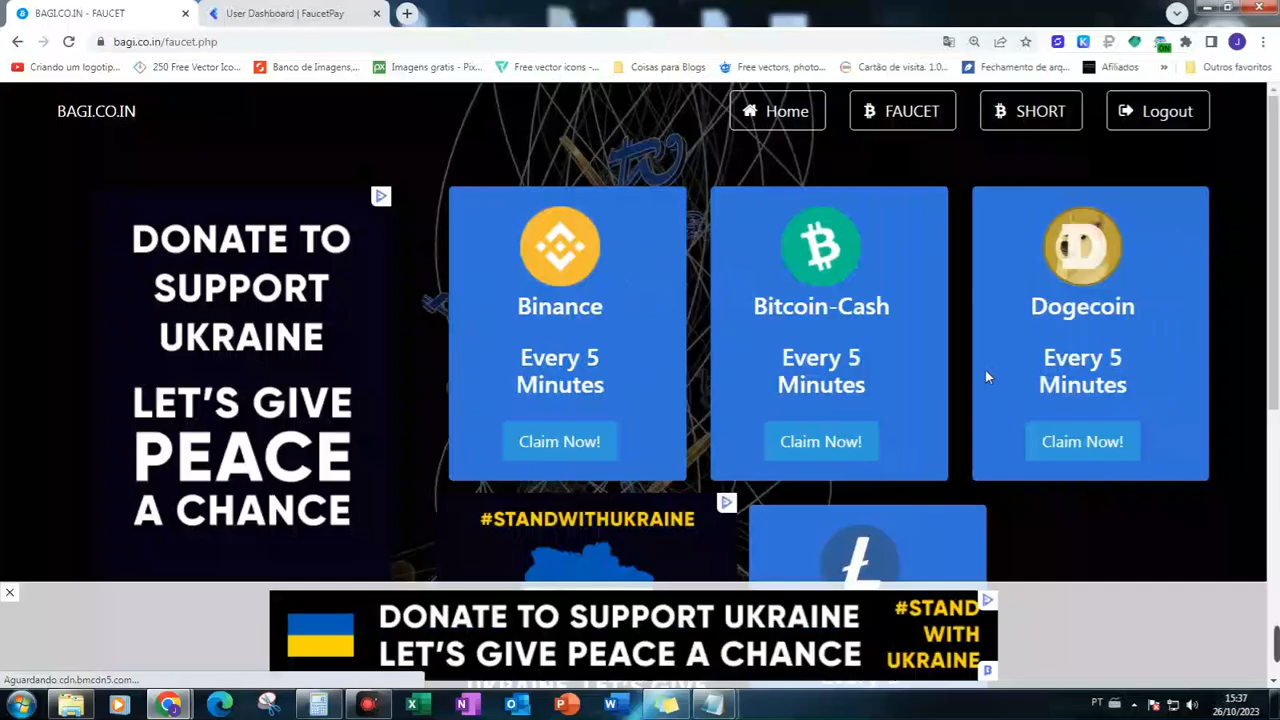 BAGI.CO.IN - FAUCET
User Dashboard | FaucetPay
bagi.co.in/faucet.php
Criando um logotip...
250 Free Vector Ico...
Banco de Imagens,...
Imagens gratis - Pix...
Free vector icons -...
Coisas para Blogs
Free vectors, photo...
Cartão de visita. 1.0...
Fechamento de arq...
Afiliados
»
Outros favoritos
BAGI.CO.IN
Home
FAUCET
SHORT
Logout
DONATE TO
SUPPORT
UKRAINE
LET'S GIVE
PEACE
A CHANCE
Binance
Every 5
Minutes
Claim Now!
Bitcoin-Cash
Every 5
Minutes
Claim Now!
Dogecoin
Every 5
Minutes
Claim Now!
#STANDWITHUKRAINE
DONATE TO SUPPORT UKRAINE
LET'S GIVE PEACE A CHANCE
#STAND
WITH
UKRAINE
Aguardando cdn.bmcdn5.com...
PT
15:37
26/10/2023